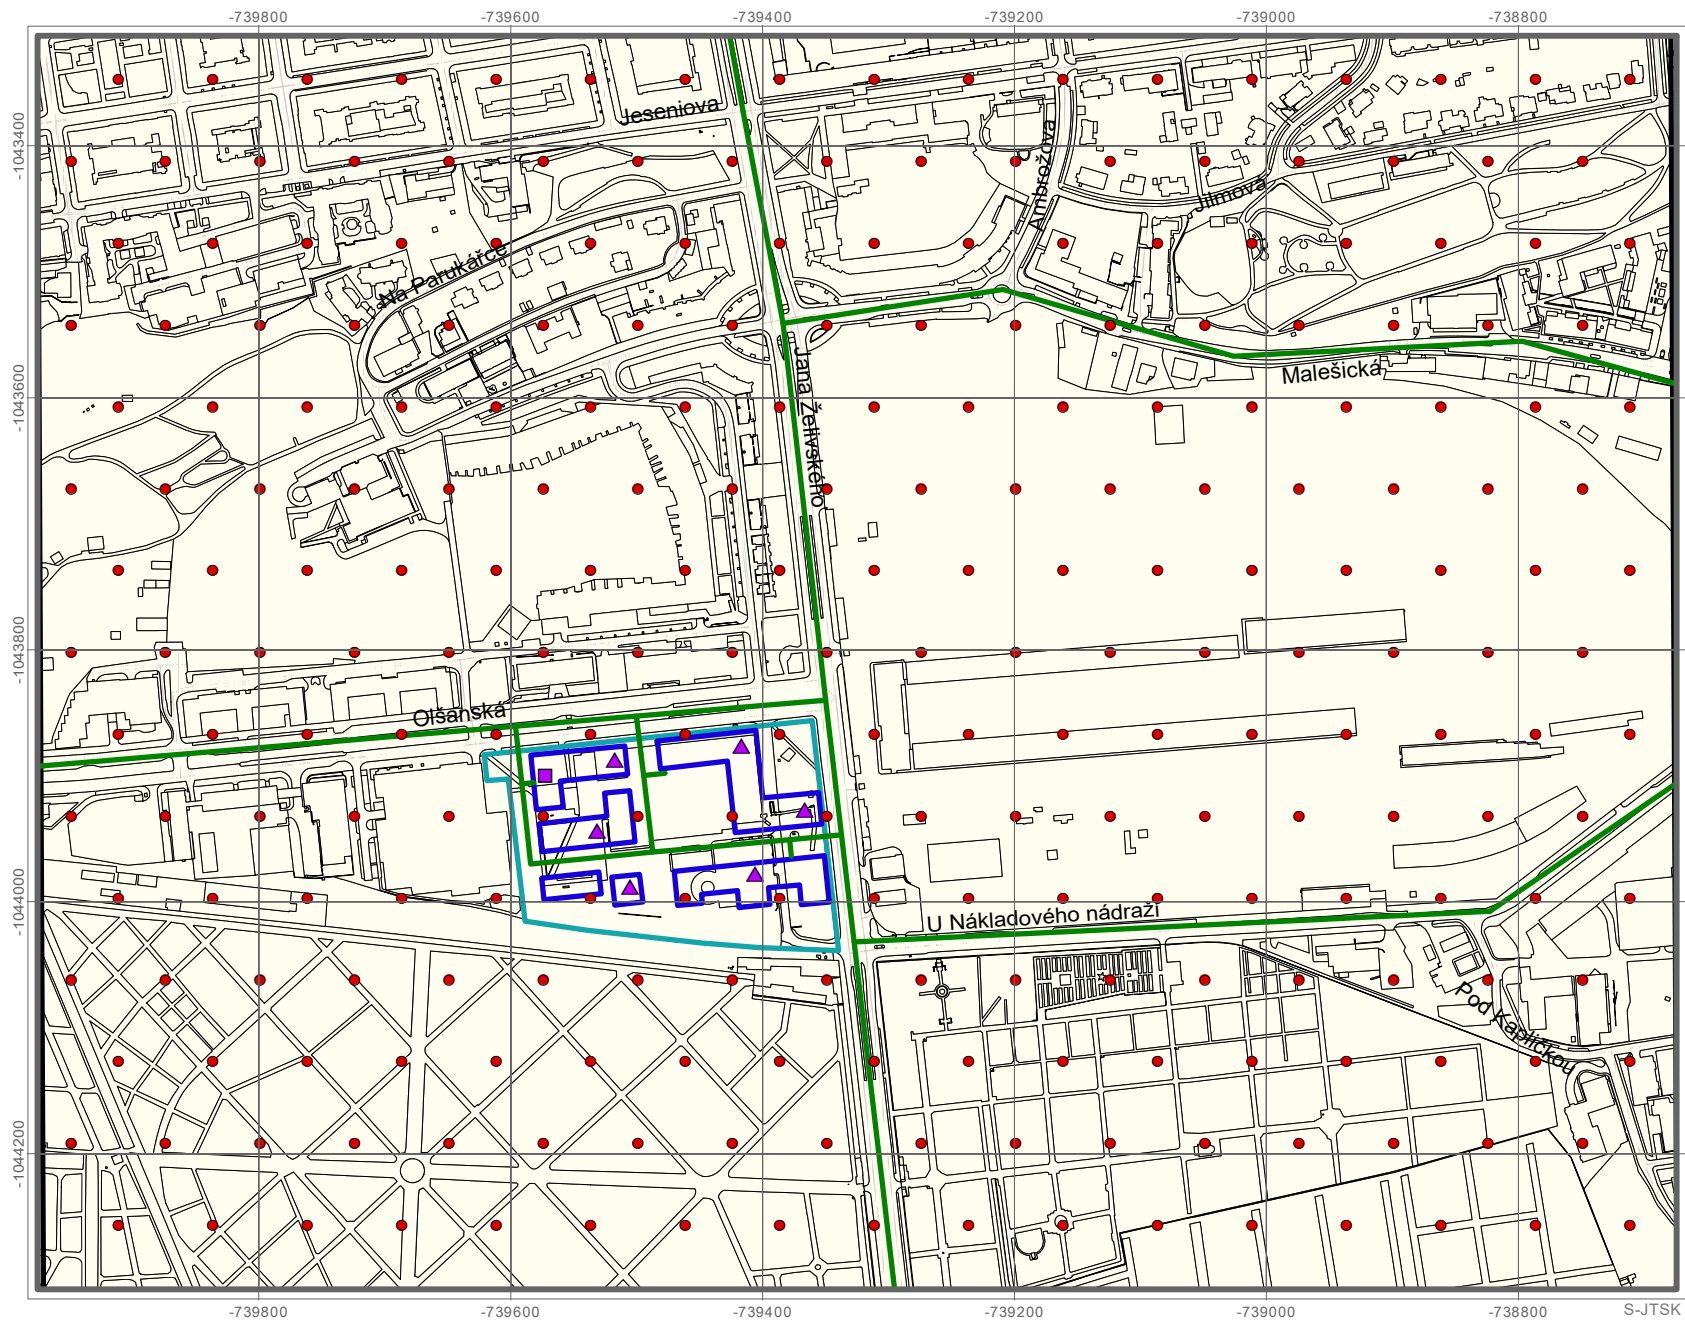 -739800 -739600 -739400 -739200 -739000 -738800
-1043400
Jeseniova
Ambrožova
Jilmová
Na Parukářce
Jana Želivského
Malešická
-1043600
-1043800
Olšanská
-1044000
U Nákladového nádraží
Pod Kapličkou
-1044200
-739800 -739600 -739400 -739200 -739000 -738800
S-JTSK